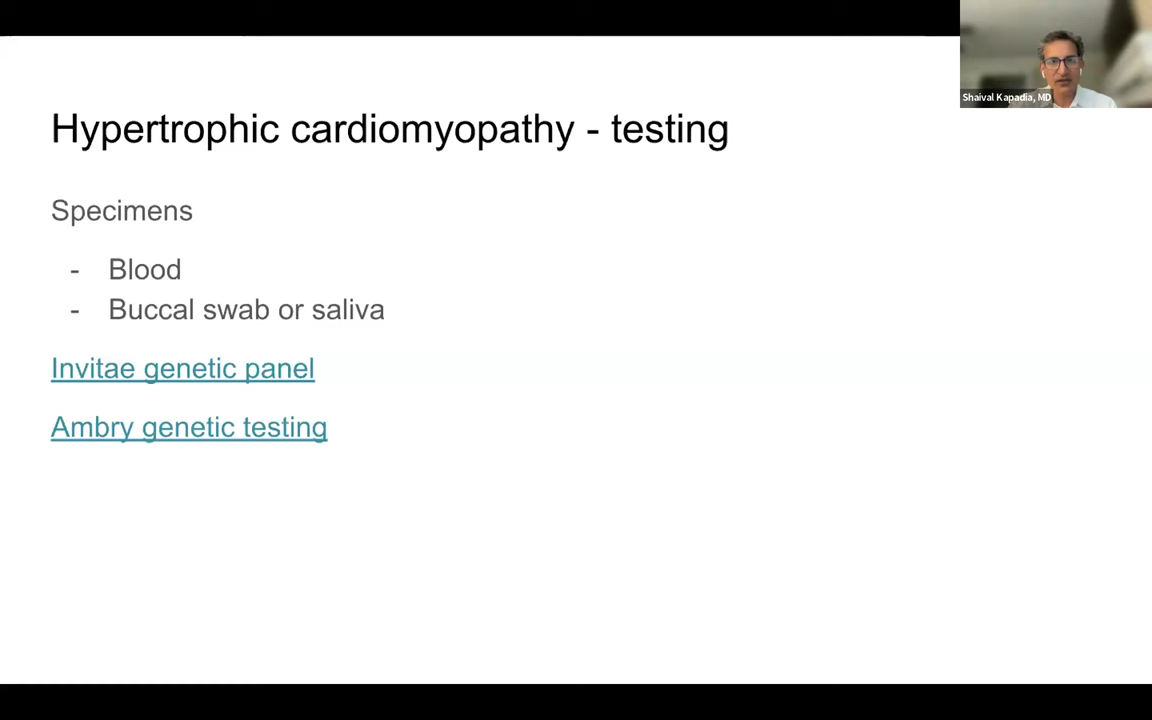 Shaival Kapadia, MD
Hypertrophic cardiomyopathy - testing
Specimens
- Blood
- Buccal swab or saliva
Invitae genetic panel
Ambry genetic testing